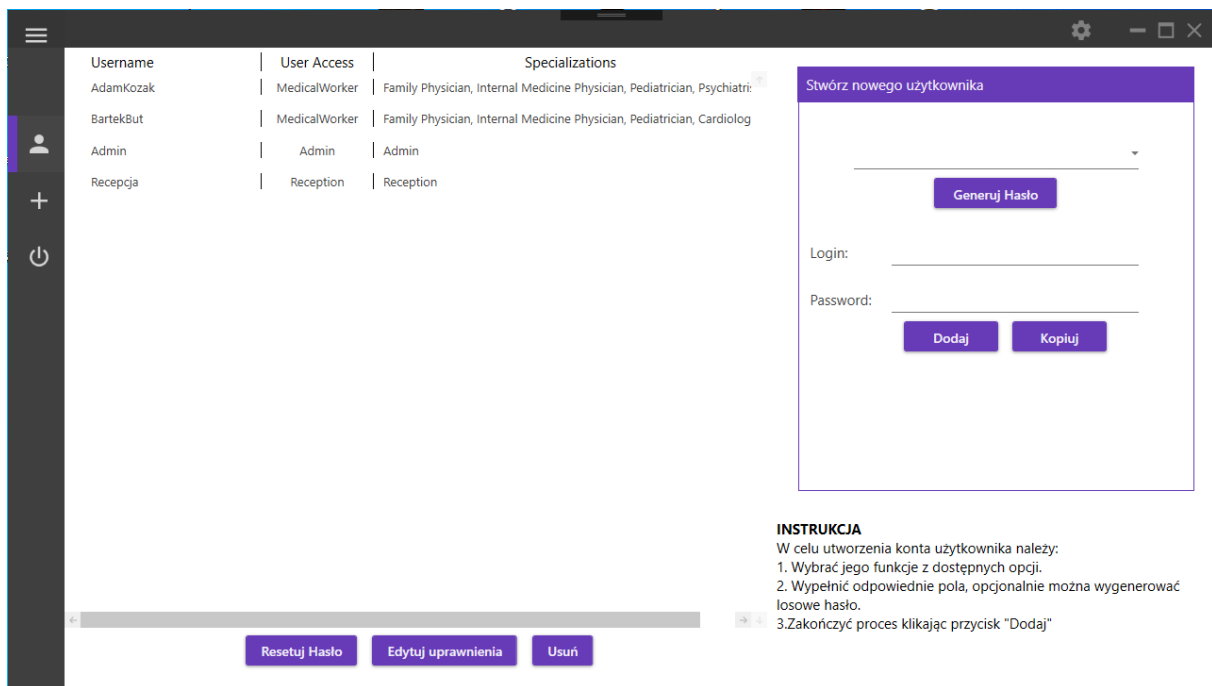 Username User Access Specializations
AdamKozak MedicalWorker Family Physician, Internal Medicine Physician, Pediatrician, Psychiatri
BartekBut MedicalWorker Family Physician, Internal Medicine Physician, Pediatrician, Cardiolog
Admin Admin Admin
Recepcja Reception Reception
Resetuj Hasło Edytuj uprawnienia Usuń
Stwórz nowego użytkownika
Generuj Hasło
Login:
Password:
Dodaj Kopiuj
INSTRUKCJA
W celu utworzenia konta użytkownika należy:
1. Wybrać jego funkcje z dostępnych opcji.
2. Wypełnić odpowiednie pola, opcjonalnie można wygenerować
losowe hasło.
3.Zakończyć proces klikając przycisk "Dodaj"